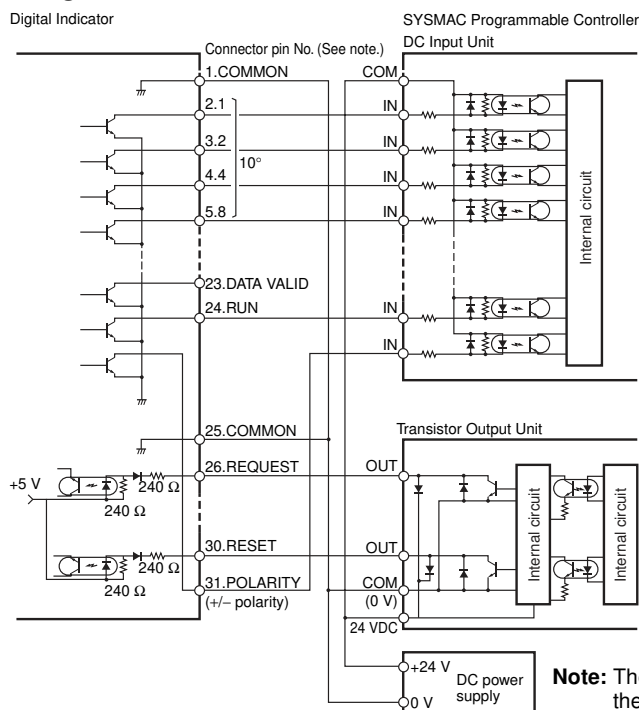 Digital Indicator
SYSMAC Programmable Controller
DC Input Unit
Connector pin No. (See note.)
1.COMMON
COM
2.1
IN
3.2
IN
10°
4.4
IN
5.8
IN
Internal circuit
23.DATA VALID
24.RUN
IN
IN
25.COMMON
Transistor Output Unit
26.REQUEST
OUT
+5 V
240 Ω
240 Ω
Internal circuit
Internal circuit
30.RESET
OUT
240 Ω
240 Ω
31.POLARITY
(+/– polarity)
COM
(0 V)
24 VDC
+24 V
DC power
supply
0 V
Note: The
the